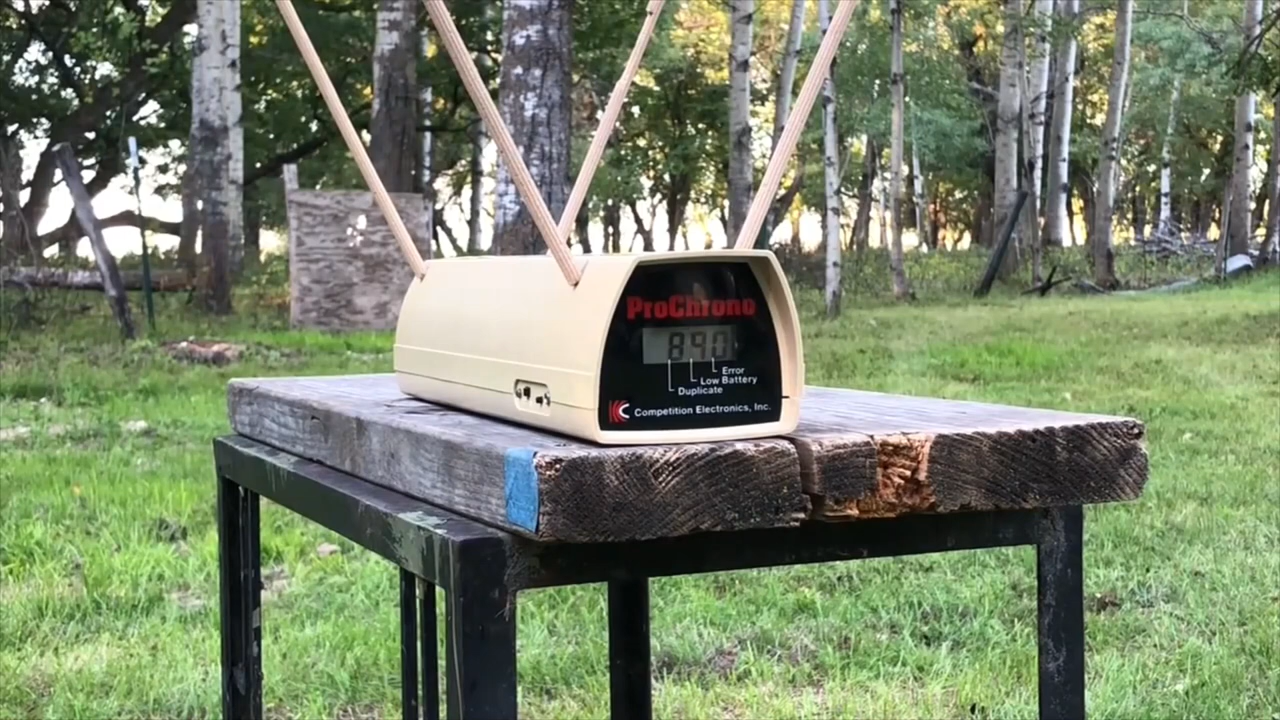 ProChrono
890
Error
Low Battery
Duplicate
Competition Electronics, Inc.